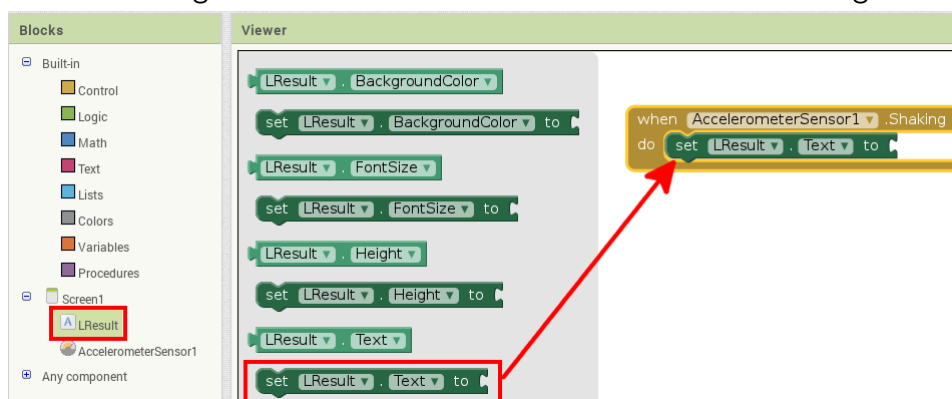 Blocks
Built-in
Control
Logic
Math
Text
Lists
Colors
Variables
Procedures
Screen1
LResult
AccelerometerSensor1
Any component
Viewer
LResult . BackgroundColor
set LResult . BackgroundColor to
LResult . FontSize
set LResult . FontSize to
LResult . Height
set LResult . Height to
LResult . Text
set LResult . Text to
when AccelerometerSensor1 .Shaking
do set LResult . Text to